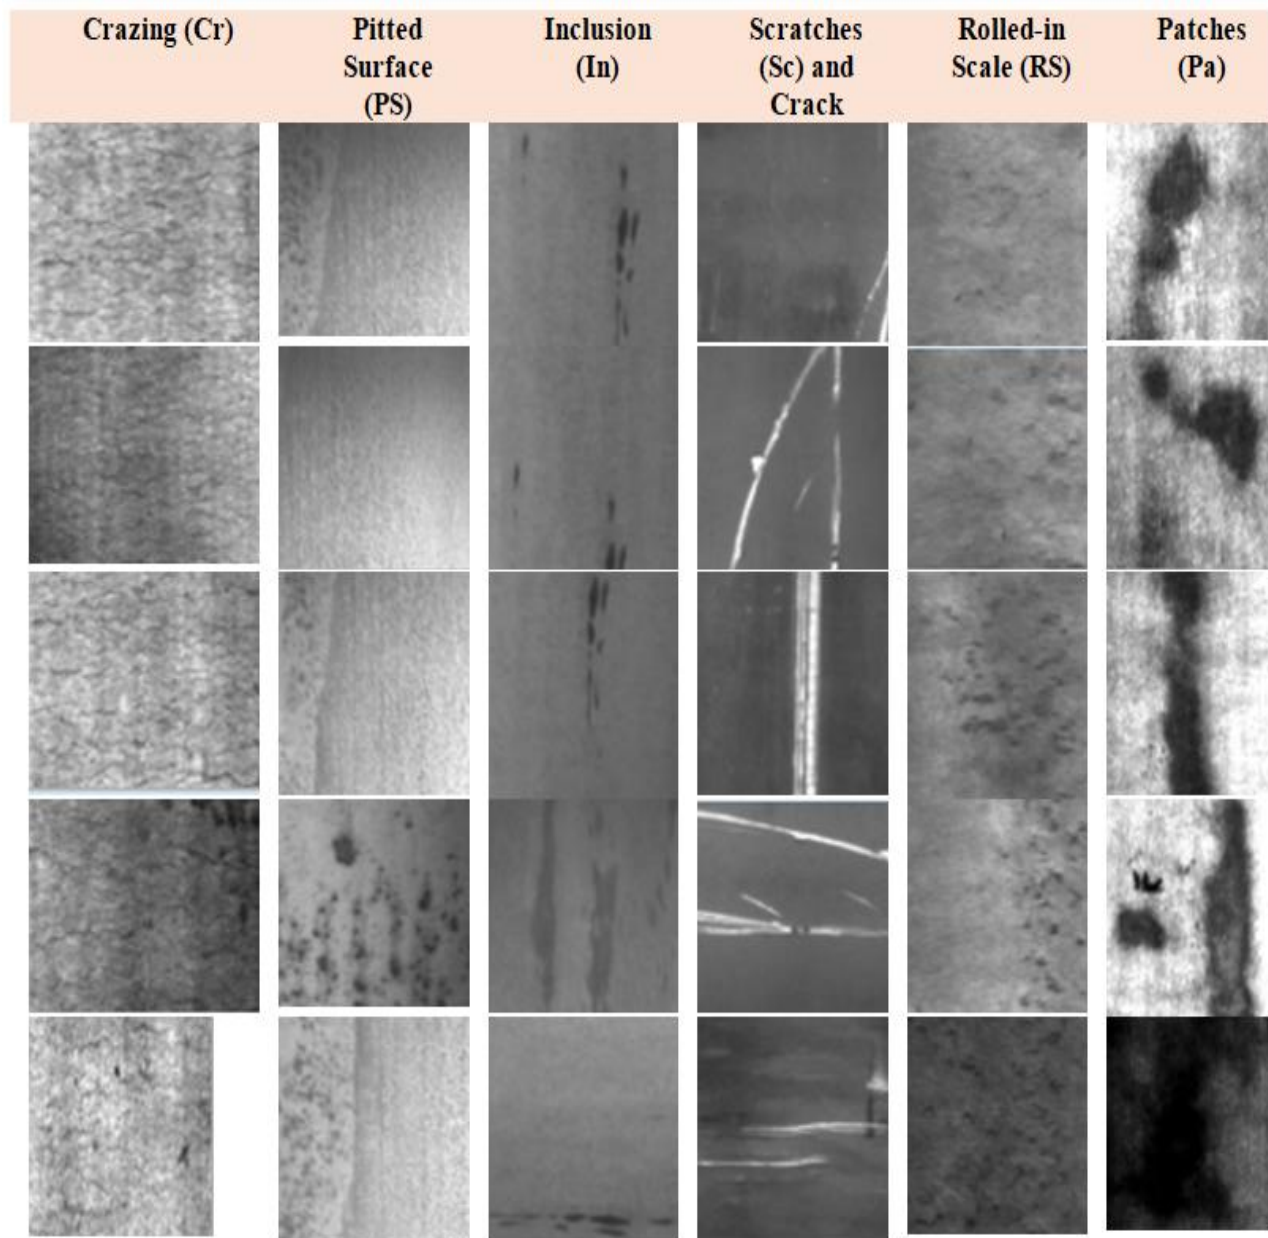 Crazing (Cr)
Pitted
Surface
(PS)
Inclusion
(In)
Scratches
(Sc) and
Crack
Rolled-in
Scale (RS)
Patches
(Pa)